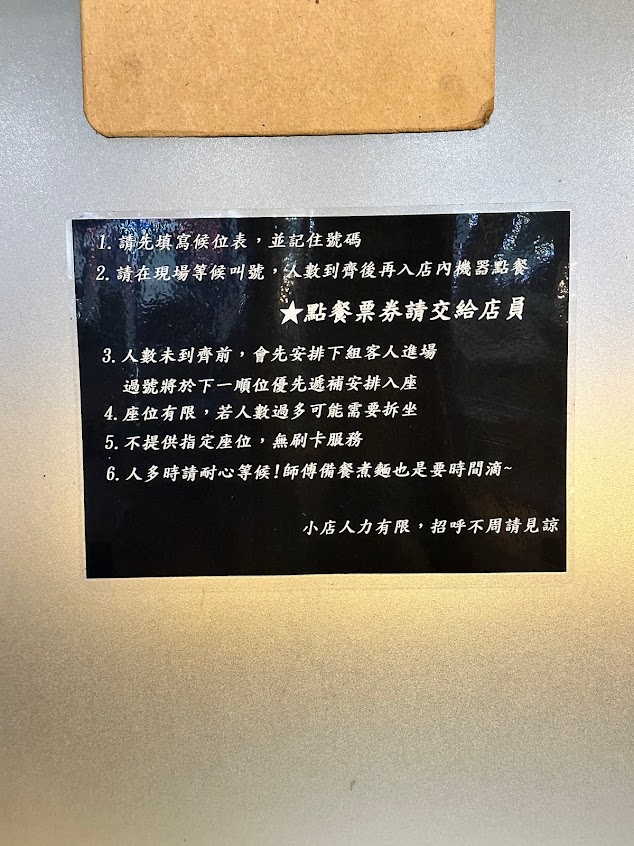 1. 請先填寫候位表，並記住號碼
2. 請在現場等候叫號，人數到齊後再入店內機器點餐
★點餐票券請交給店員
3. 人數未到齊前，會先安排下組客人進場
過號將於下一順位優先遞補安排入座
4. 座位有限，若人數過多可能需要拆坐
5. 不提供指定座位，無刷卡服務
6. 人多時請耐心等候!師傅備餐煮麵也是要時間滴~
小店人力有限，招呼不周請見諒